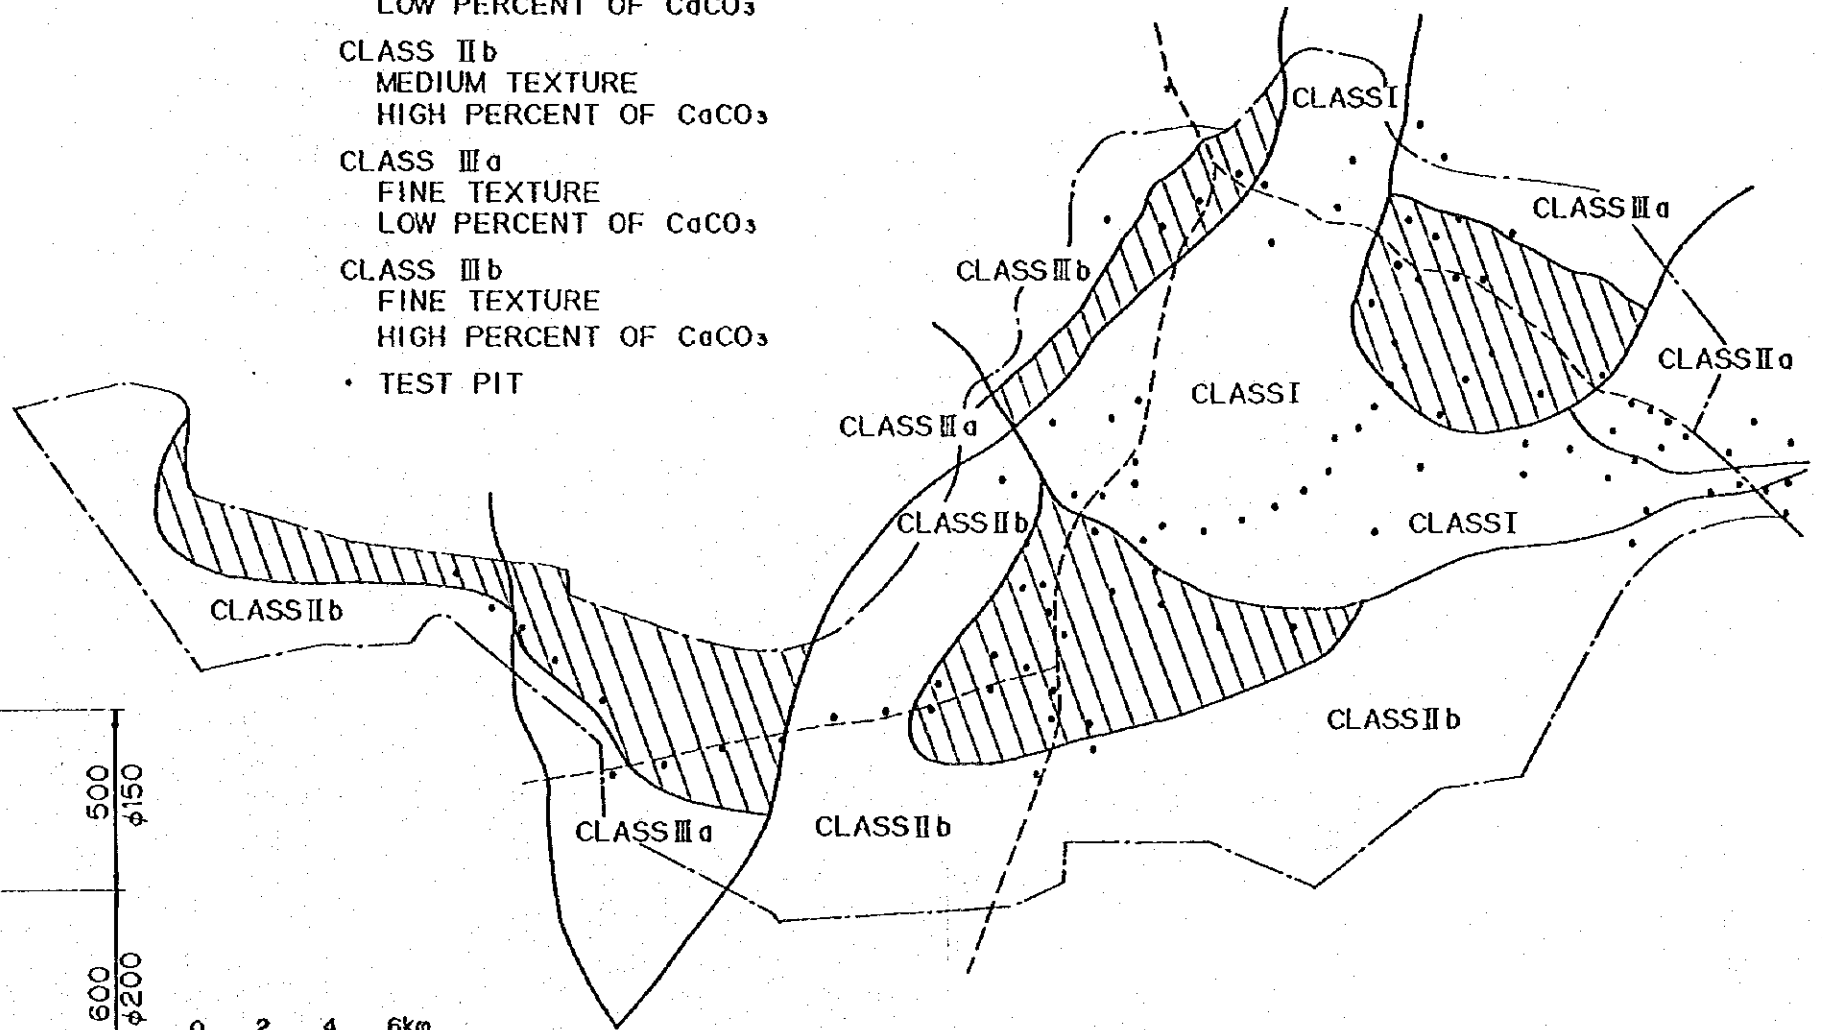 LOW PERCENT OF CaCO₃
CLASS Ⅱb
MEDIUM TEXTURE
HIGH PERCENT OF CaCO₃
CLASS Ⅲa
FINE TEXTURE
LOW PERCENT OF CaCO₃
CLASS Ⅲb
FINE TEXTURE
HIGH PERCENT OF CaCO₃
• TEST PIT
CLASSⅠ
CLASSⅢa
CLASSⅢb
CLASSⅡa
CLASSⅠ
CLASSⅢa
CLASSⅡb
CLASSⅠ
CLASSⅡb
CLASSⅡb
CLASSⅢa
CLASSⅡb
500
φ150
600
φ200
0 2 4 6km